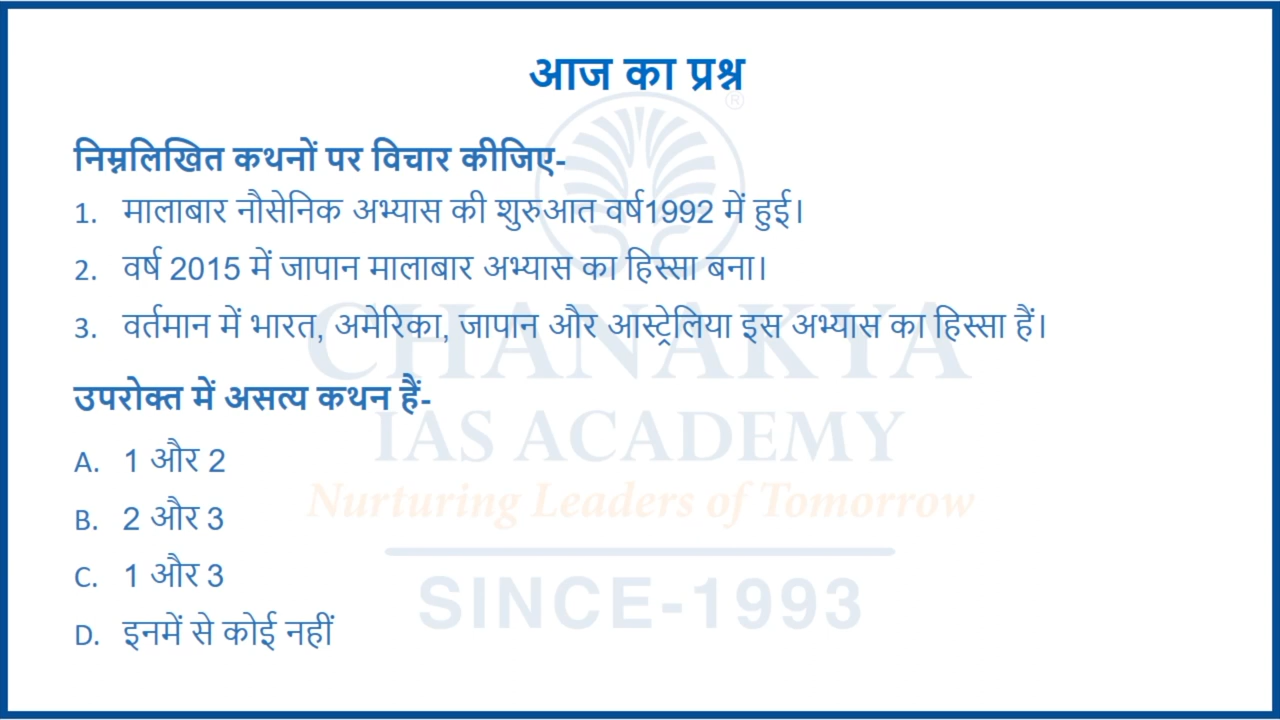 आज का प्रश्न
®
निम्नलिखित कथनों पर विचार कीजिए-
1. मालाबार नौसेनिक अभ्यास की शुरुआत वर्ष1992 में हुई।
2. वर्ष 2015 में जापान मालाबार अभ्यास का हिस्सा बना।
3. वर्तमान में भारत, अमेरिका, जापान और आस्ट्रेलिया इस अभ्यास का हिस्सा हैं।
CHANAKYA
उपरोक्त में असत्य कथन हैं-
IAS ACADEMY
A. 1 और 2
Nurturing Leaders of Tomorrow
B. 2 और 3
C. 1 और 3
SINCE-1993
D. इनमें से कोई नहीं